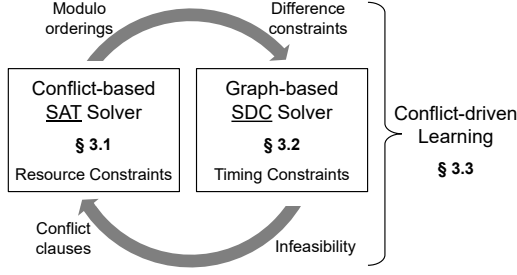 Modulo
orderings
Difference
constraints
Conflict-based
SAT Solver
§ 3.1
Resource Constraints
Graph-based
SDC Solver
§ 3.2
Timing Constraints
Conflict-driven
Learning
§ 3.3
Conflict
clauses
Infeasibility